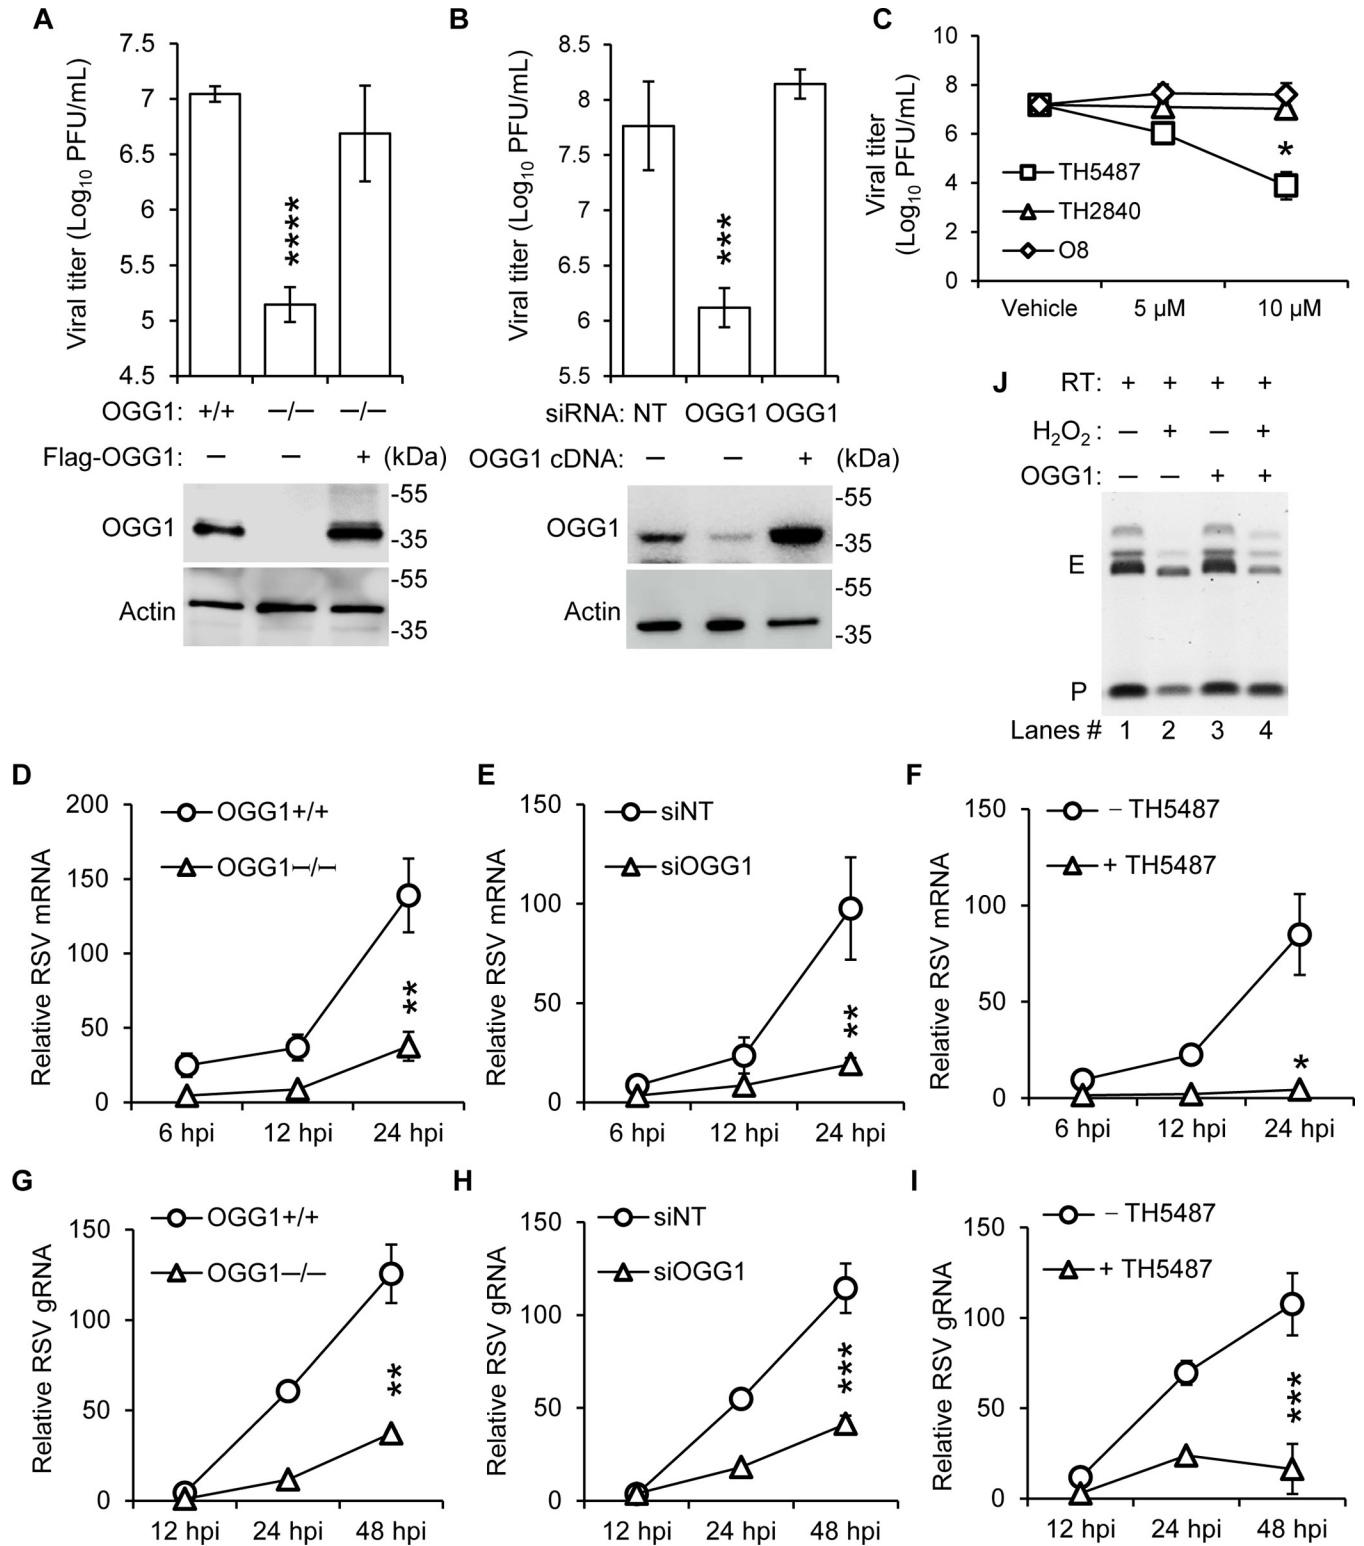 A
Viral titer (Log10 PFU/mL)
7.5
7
6.5
6
5.5
5
4.5
****
OGG1: +/+ —/— —/—
Flag-OGG1: — — + (kDa)
OGG1
-55
-35
Actin
-55
-35
B
Viral titer (Log10 PFU/mL)
8.5
8
7.5
7
6.5
6
5.5
***
siRNA: NT OGG1 OGG1
OGG1 cDNA: — — + (kDa)
OGG1
-55
-35
Actin
-55
-35
C
Viral titer
(Log10 PFU/mL)
10
8
6
4
2
0
*
TH5487
TH2840
O8
Vehicle 5 µM 10 µM
J
RT: + + + +
H2O2: — + — +
OGG1: — — + +
E
P
Lanes # 1 2 3 4
D
Relative RSV mRNA
200
150
100
50
0
OGG1+/+
OGG1—/—
**
6 hpi 12 hpi 24 hpi
E
Relative RSV mRNA
150
100
50
0
siNT
siOGG1
**
6 hpi 12 hpi 24 hpi
F
Relative RSV mRNA
150
100
50
0
– TH5487
+ TH5487
*
6 hpi 12 hpi 24 hpi
G
Relative RSV gRNA
150
100
50
0
OGG1+/+
OGG1—/—
**
12 hpi 24 hpi 48 hpi
H
Relative RSV gRNA
150
100
50
0
siNT
siOGG1
***
12 hpi 24 hpi 48 hpi
I
Relative RSV gRNA
150
100
50
0
– TH5487
+ TH5487
***
12 hpi 24 hpi 48 hpi